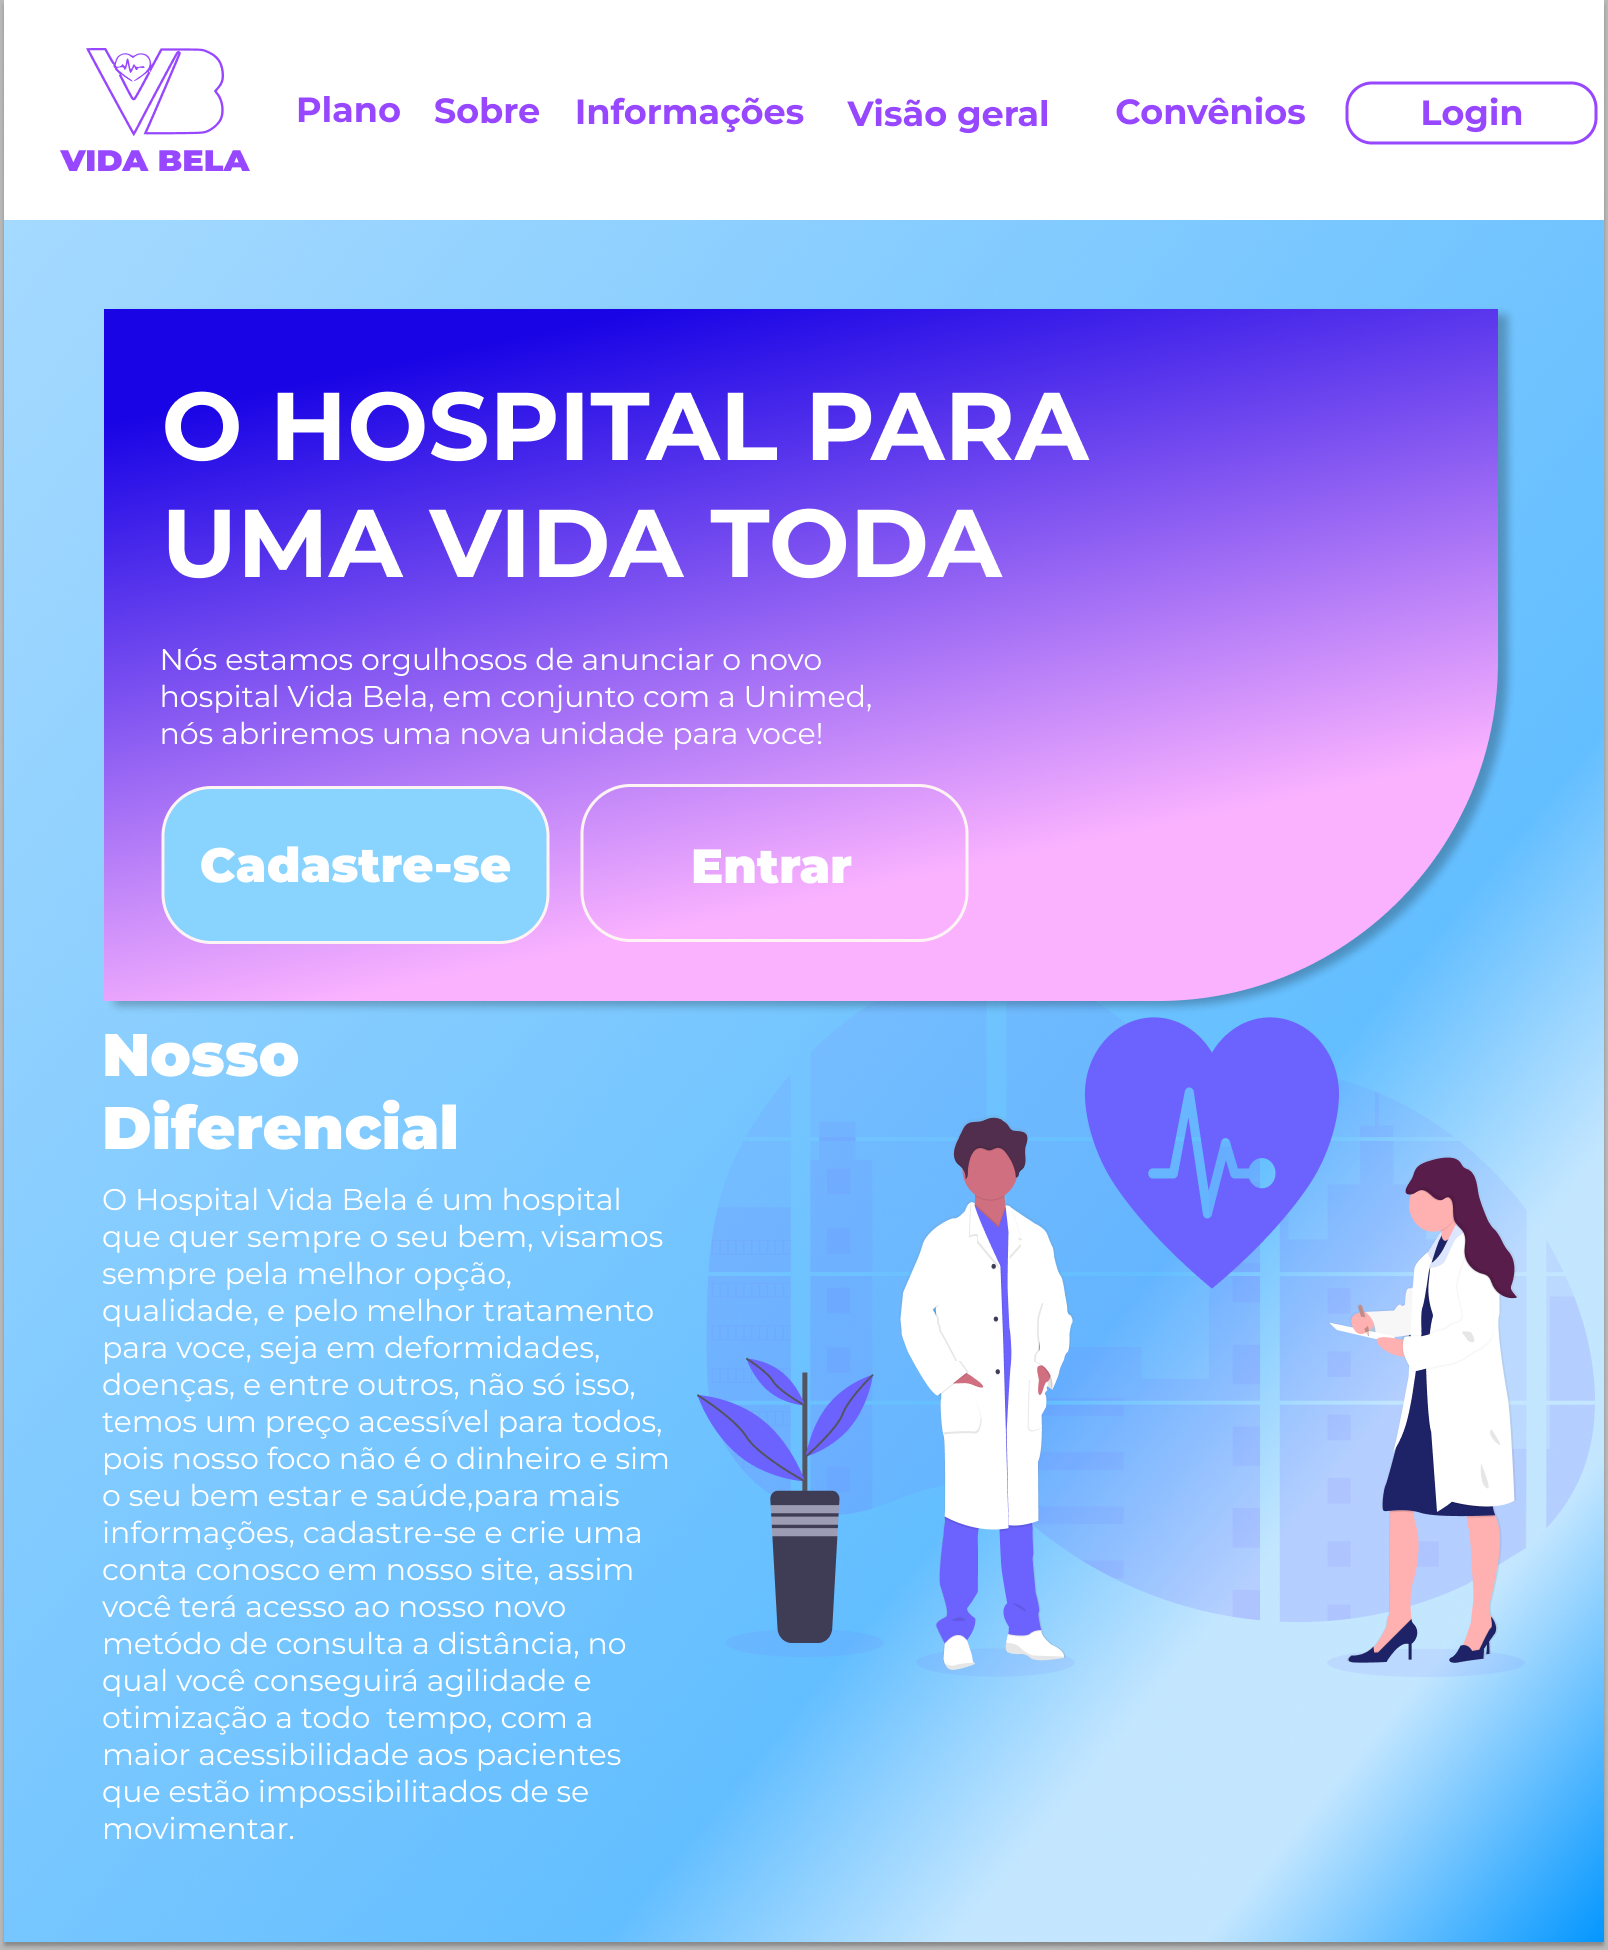 VIDA BELA
Plano
Sobre
Informações
Visão geral
Convênios
Login
O HOSPITAL PARA
UMA VIDA TODA
Nós estamos orgulhosos de anunciar o novo
hospital Vida Bela, em conjunto com a Unimed,
nós abriremos uma nova unidade para voce!
Cadastre-se
Entrar
Nosso
Diferencial
O Hospital Vida Bela é um hospital
que quer sempre o seu bem, visamos
sempre pela melhor opção,
qualidade, e pelo melhor tratamento
para voce, seja em deformidades,
doenças, e entre outros, não só isso,
temos um preço acessível para todos,
pois nosso foco não é o dinheiro e sim
o seu bem estar e saúde,para mais
informações, cadastre-se e crie uma
conta conosco em nosso site, assim
você terá acesso ao nosso novo
metódo de consulta a distância, no
qual você conseguirá agilidade e
otimização a todo  tempo, com a
maior acessibilidade aos pacientes
que estão impossibilitados de se
movimentar.